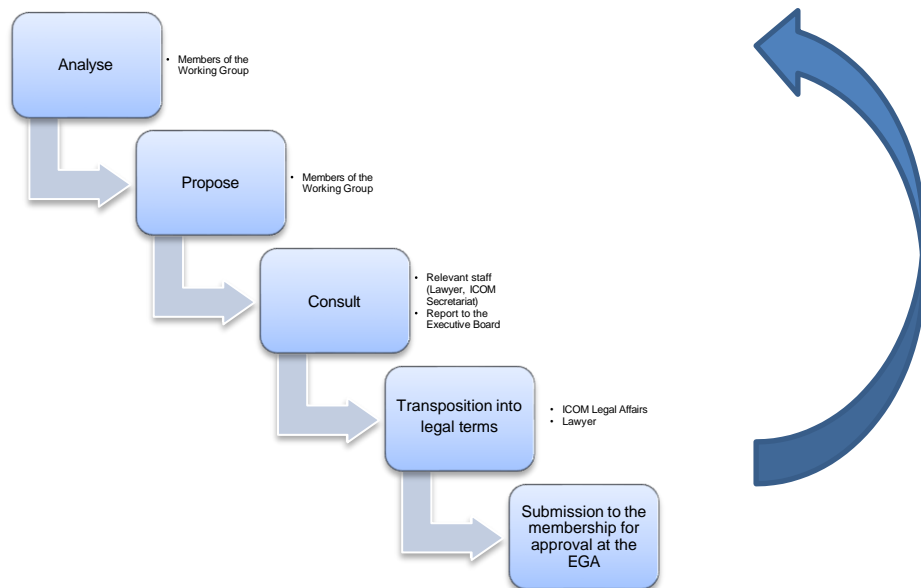 Analyse
• Members of the
Working Group
Propose
• Members of the
Working Group
Consult
• Relevant staff
(Lawyer, ICOM
Secretariat)
• Report to the
Executive Board
Transposition into
legal terms
• ICOM Legal Affairs
• Lawyer
Submission to the
membership for
approval at the
EGA